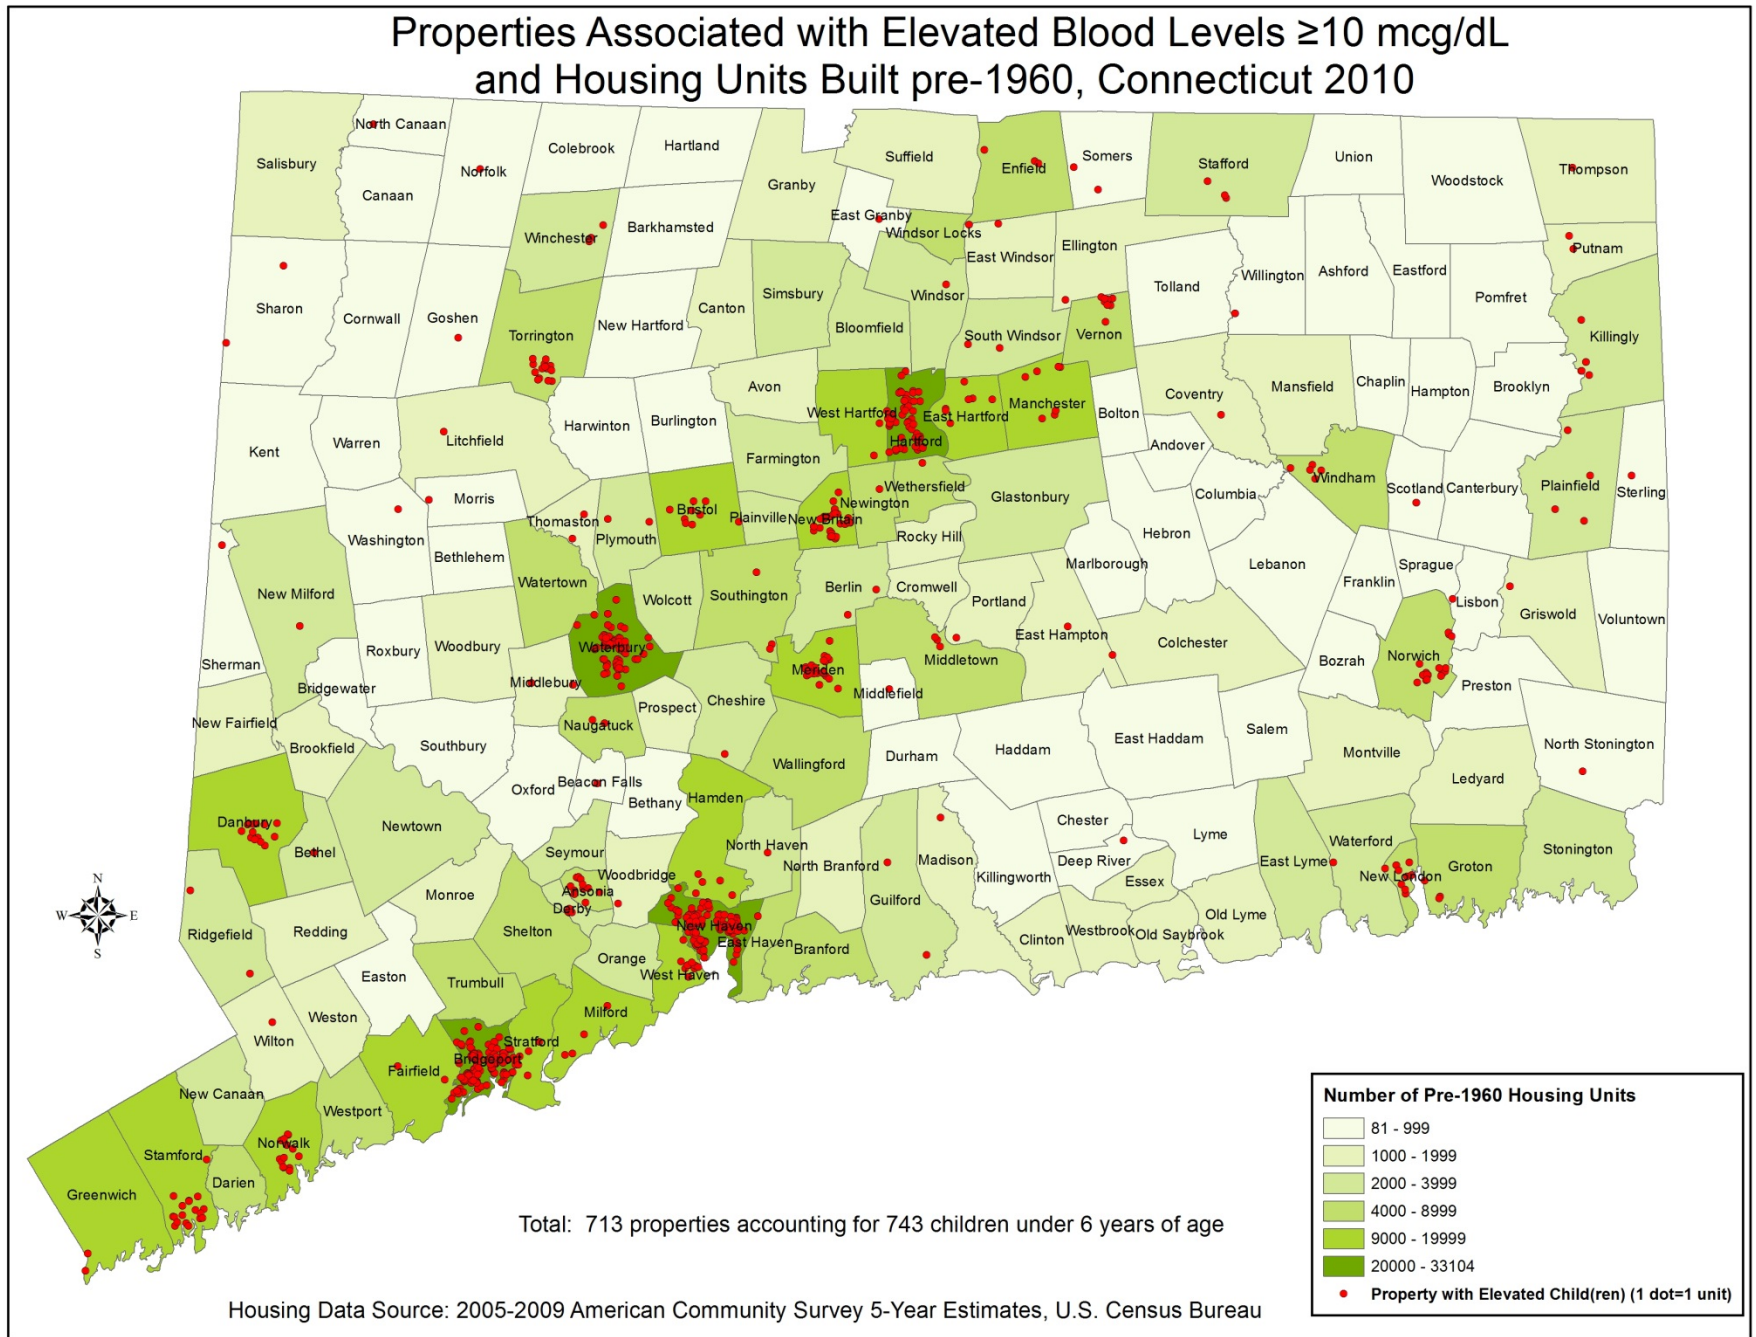 Properties Associated with Elevated Blood Levels ≥10 mcg/dL
and Housing Units Built pre-1960, Connecticut 2010
North Canaan
Salisbury
Canaan
Norfolk
Colebrook
Hartland
Granby
Suffield
Enfield
Somers
Stafford
Union
Woodstock
Thompson
East Granby
Windsor Locks
Winchester
Barkhamsted
East Windsor
Ellington
Putnam
Sharon
Cornwall
Goshen
Torrington
New Hartford
Canton
Simsbury
Bloomfield
Windsor
South Windsor
Vernon
Tolland
Willington
Ashford
Eastford
Pomfret
Killingly
Kent
Warren
Litchfield
Harwinton
Burlington
Avon
West Hartford
Hartford
East Hartford
Manchester
Bolton
Coventry
Mansfield
Chaplin
Hampton
Brooklyn
Andover
Farmington
Morris
Washington
Bethlehem
Thomaston
Plymouth
Bristol
Plainville
New Britain
Newington
Wethersfield
Glastonbury
Rocky Hill
Columbia
Hebron
Windham
Scotland
Canterbury
Plainfield
Sterling
New Milford
Watertown
Wolcott
Southington
Berlin
Cromwell
Portland
Marlborough
Lebanon
Franklin
Sprague
Lisbon
Griswold
Voluntown
Sherman
Roxbury
Woodbury
Waterbury
Bridgewater
Middlebury
Meriden
Middlefield
Middletown
East Hampton
Colchester
Bozrah
Norwich
Preston
New Fairfield
Brookfield
Southbury
Naugatuck
Prospect
Cheshire
Wallingford
Durham
Haddam
East Haddam
Salem
Montville
Ledyard
North Stonington
Danbury
Bethel
Newtown
Oxford
Beacon Falls
Bethany
Hamden
Seymour
Woodbridge
Ansonia
Derby
North Haven
North Branford
Madison
Killingworth
Chester
Deep River
Essex
Lyme
East Lyme
Waterford
New London
Groton
Stonington
Ridgefield
Redding
Monroe
Shelton
Orange
New Haven
East Haven
West Haven
Branford
Guilford
Clinton
Westbrook
Old Saybrook
Old Lyme
Easton
Trumbull
Milford
Wilton
Weston
Fairfield
Bridgeport
Stratford
New Canaan
Westport
Norwalk
Darien
Stamford
Greenwich
N
W E
S
Total: 713 properties accounting for 743 children under 6 years of age
Housing Data Source: 2005-2009 American Community Survey 5-Year Estimates, U.S. Census Bureau
Number of Pre-1960 Housing Units
81 - 999
1000 - 1999
2000 - 3999
4000 - 8999
9000 - 19999
20000 - 33104
Property with Elevated Child(ren) (1 dot=1 unit)